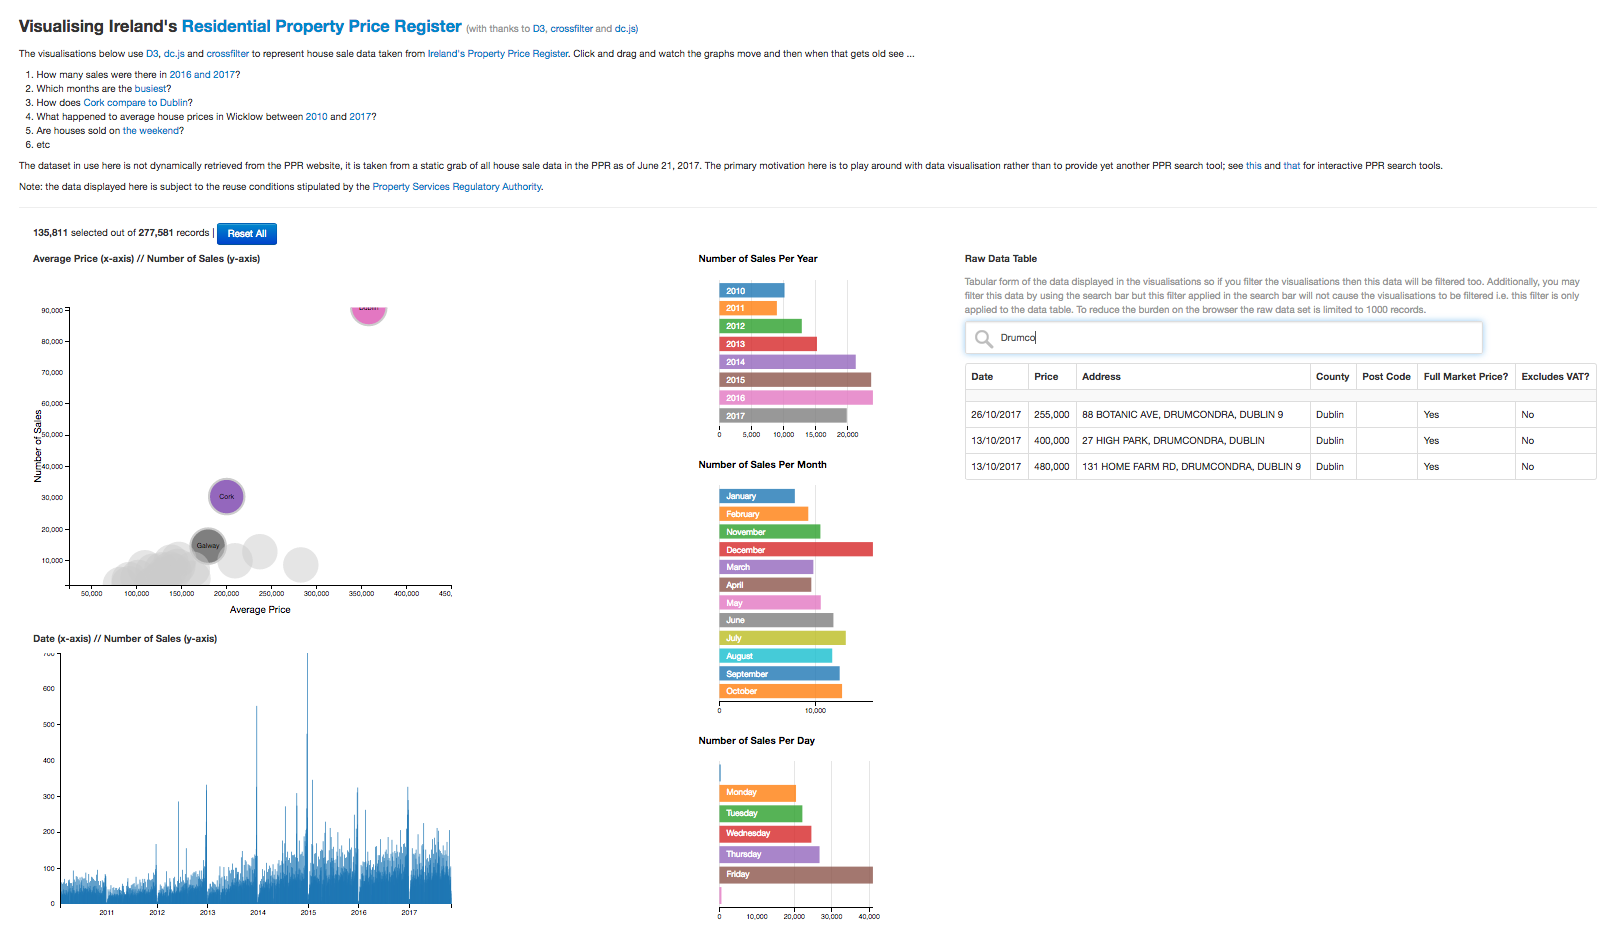 Visualising Ireland's Residential Property Price Register (with thanks to D3, crossfilter and dc.js)
The visualisations below use D3, dc.js and crossfilter to represent house sale data taken from Ireland's Property Price Register. Click and drag and watch the graphs move and then when that gets old see ...
1. How many sales were there in 2016 and 2017?
2. Which months are the busiest?
3. How does Cork compare to Dublin?
4. What happened to average house prices in Wicklow between 2010 and 2017?
5. Are houses sold on the weekend?
6. etc
The dataset in use here is not dynamically retrieved from the PPR website, it is taken from a static grab of all house sale data in the PPR as of June 21, 2017. The primary motivation here is to play around with data visualisation rather than to provide yet another PPR search tool; see this and that for interactive PPR search tools.
Note: the data displayed here is subject to the reuse conditions stipulated by the Property Services Regulatory Authority.
135,811 selected out of 277,581 records | Reset All
Average Price (x-axis) // Number of Sales (y-axis)
90,000
80,000
70,000
60,000
50,000
40,000
30,000
20,000
10,000
Number of Sales
Dublin
Cork
Galway
50,000 100,000 150,000 200,000 250,000 300,000 350,000 400,000 450,
Average Price
Date (x-axis) // Number of Sales (y-axis)
700
600
500
400
300
200
100
0
2011 2012 2013 2014 2015 2016 2017
Number of Sales Per Year
2010
2011
2012
2013
2014
2015
2016
2017
0 5,000 10,000 15,000 20,000
Number of Sales Per Month
January
February
November
December
March
April
May
June
July
August
September
October
0 10,000
Number of Sales Per Day
Monday
Tuesday
Wednesday
Thursday
Friday
0 10,000 20,000 30,000 40,000
Raw Data Table
Tabular form of the data displayed in the visualisations so if you filter the visualisations then this data will be filtered too. Additionally, you may
filter this data by using the search bar but this filter applied in the search bar will not cause the visualisations to be filtered i.e. this filter is only
applied to the data table. To reduce the burden on the browser the raw data set is limited to 1000 records.
Drumco
Date Price Address County Post Code Full Market Price? Excludes VAT?
26/10/2017 255,000 88 BOTANIC AVE, DRUMCONDRA, DUBLIN 9 Dublin Yes No
13/10/2017 400,000 27 HIGH PARK, DRUMCONDRA, DUBLIN Dublin Yes No
13/10/2017 480,000 131 HOME FARM RD, DRUMCONDRA, DUBLIN 9 Dublin Yes No